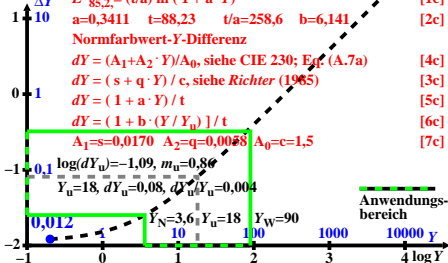 ΔY
a=0,3411 t=88,23 t/a=258,6 b=6,141 [2c]
Normfarbwert-Y-Differenz
dY = (A1+A2·Y)/A0, siehe CIE 230; Eq. (A.7a) [4c]
dY = ( s + q·Y) / c, siehe Richter (1985) [3c]
dY = ( 1 + a·Y) / t [5c]
dY = ( 1 + b·(Y / Yu) ] / t [6c]
A1=s=0,0170 A2=q=0,0058 A0=c=1,5 [7c]
log(dYu)=−1,09, mu=0,86
Yu=18, dYu=0,08, dYu/Yu=0,004
YN=3,6 Yu=18 YW=90
Anwendungs-
bereich
1 10
0 1
−1 0,1
0,012
−2
1 10 100 1000 10000 Y
−1 0 1 2 3 4 log Y